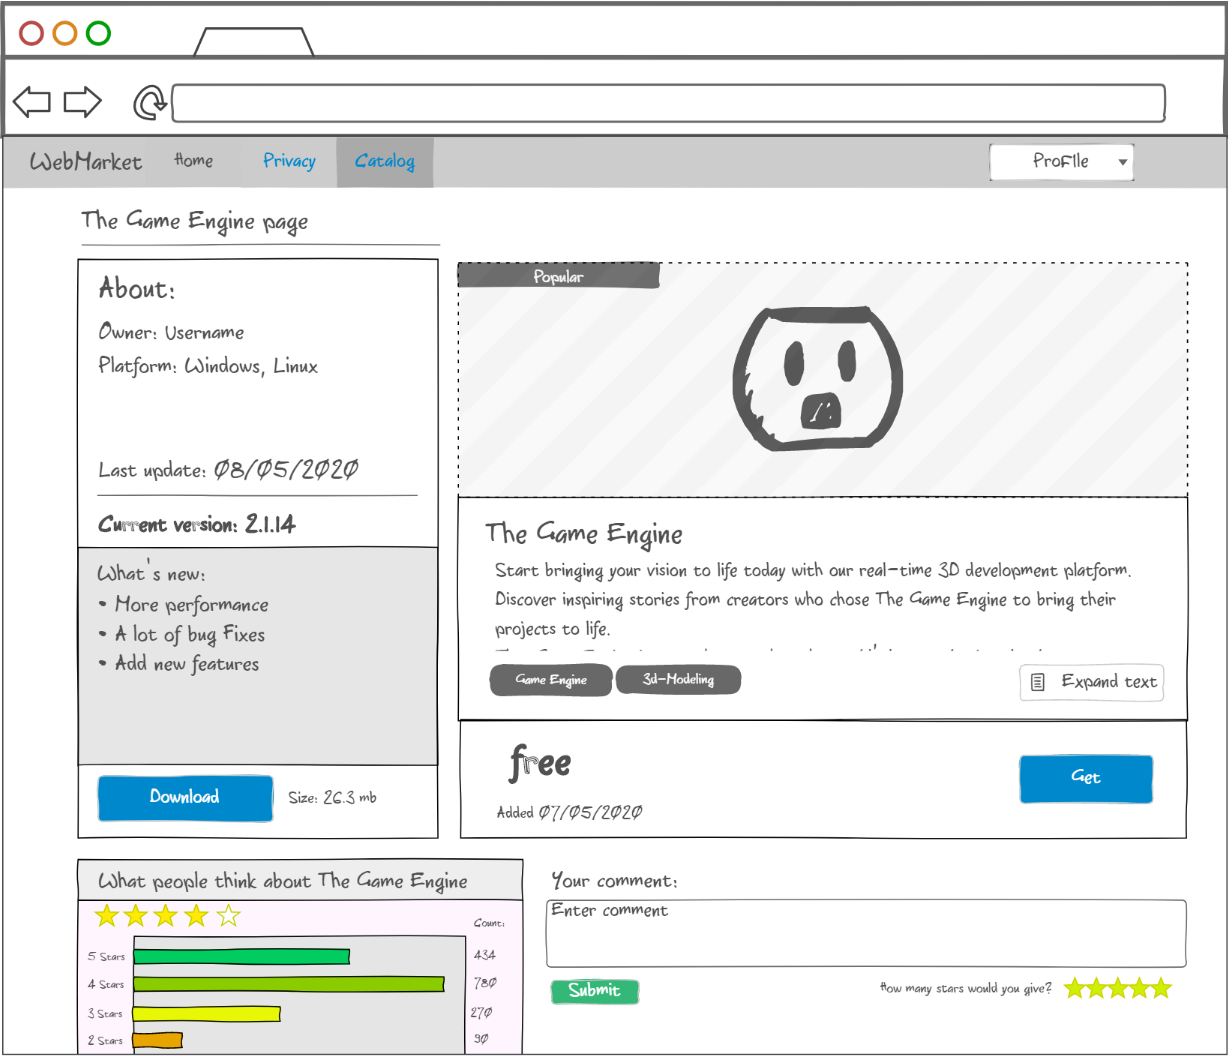 WebMarket Home Privacy Catalog ProFIle
The Game Engine page
About:
Owner: Username
Platform: Windows, Linux
Last update: 08/05/2020
Current version: 2.1.14
What's new:
• More performance
• A lot of bug Fixes
• Add new features
Download Size: 26.3 mb
Popular
The Game Engine
Start bringing your vision to life today with our real-time 3D development platform.
Discover inspiring stories from creators who chose The Game Engine to bring their
projects to life.
Game Engine 3d-Modeling Expand text
free
Get
Added 07/05/2020
What people think about The Game Engine
Count:
5 Stars 434
4 Stars 780
3 Stars 270
2 Stars 90
Your comment:
Enter comment
Submit How many stars would you give?